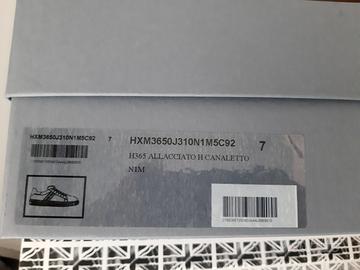 HXM3650J310N1M5C92 7
HXM3650J310N1M5C92 7
H365 ALLACCIATO H CANALETTO
N1M